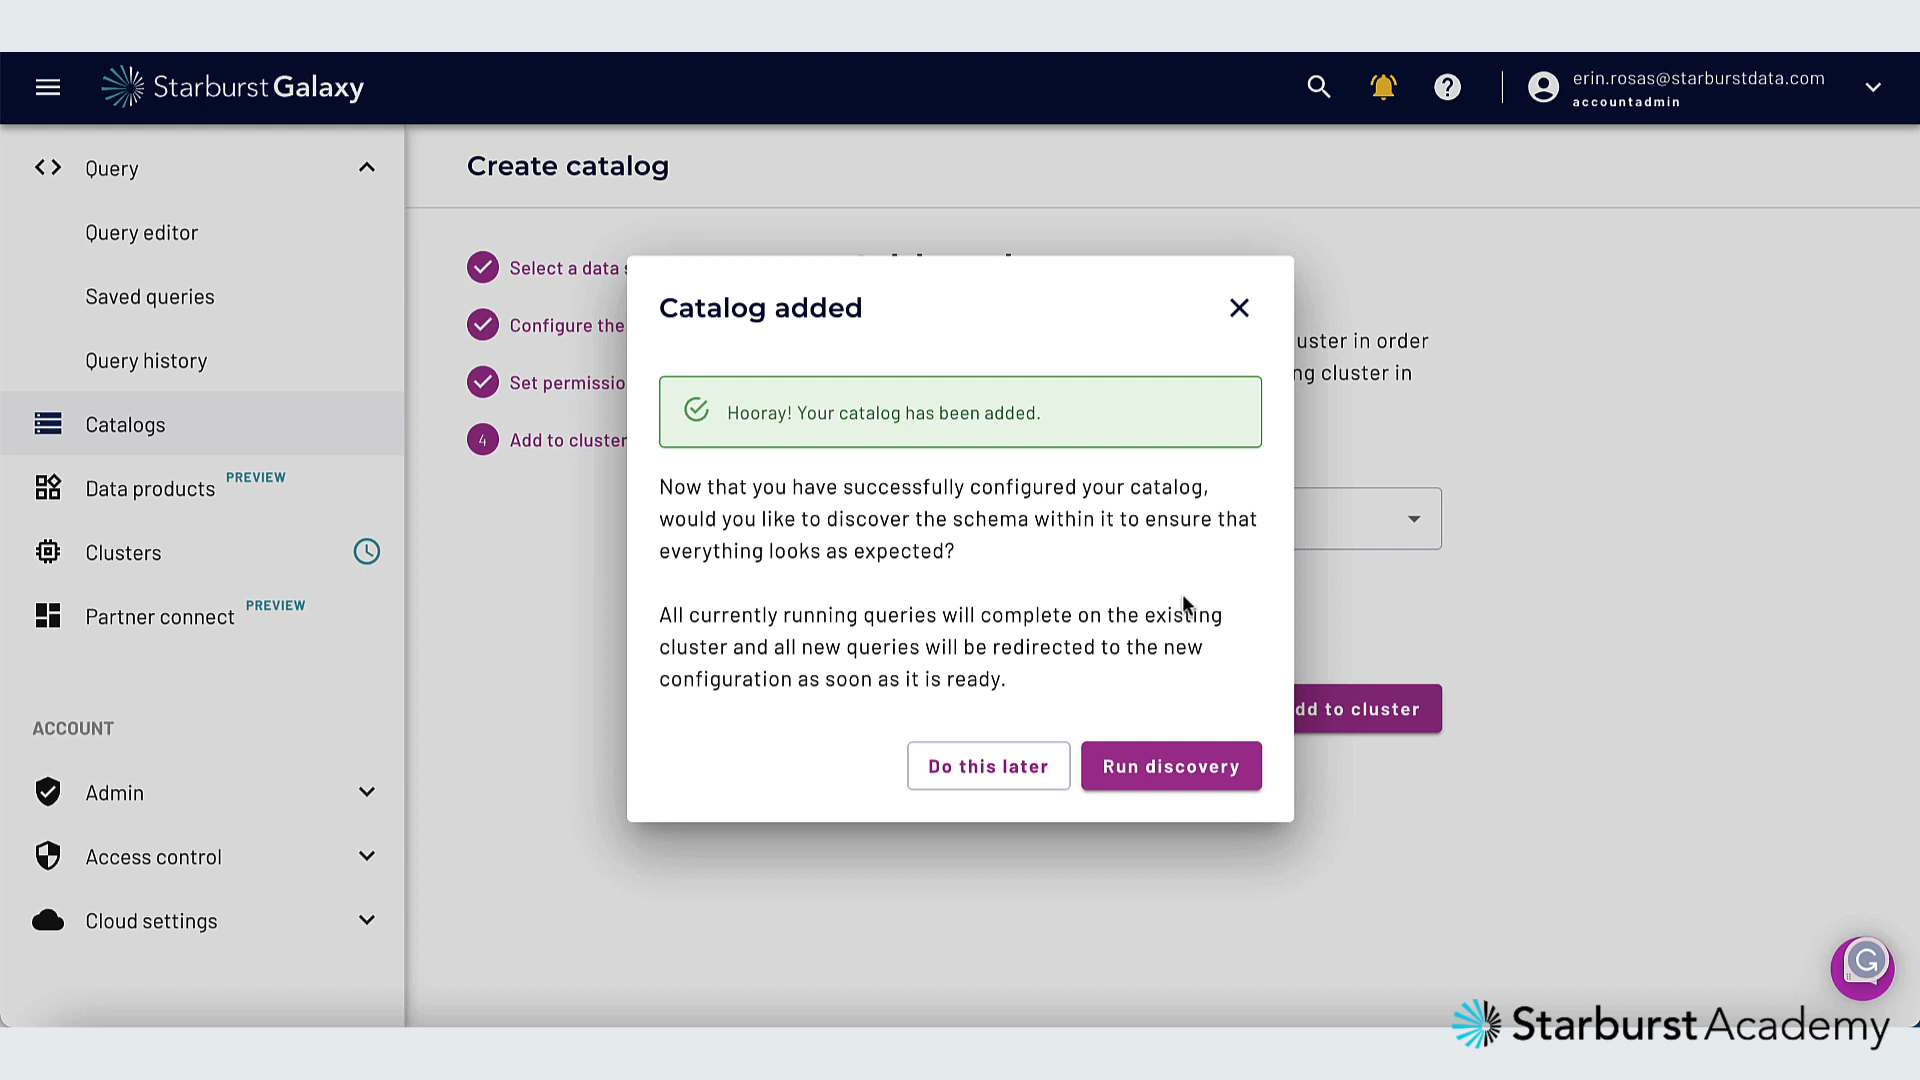 Starburst Galaxy
erin.rosas@starburstdata.com
accountadmin
Query
Query editor
Saved queries
Query history
Catalogs
Data products PREVIEW
Clusters
Partner connect PREVIEW
ACCOUNT
Admin
Access control
Cloud settings
Create catalog
Select a data
Configure the
Set permissio
4 Add to cluster
uster in order
ng cluster in
dd to cluster
Catalog added
Hooray! Your catalog has been added.
Now that you have successfully configured your catalog,
would you like to discover the schema within it to ensure that
everything looks as expected?
All currently running queries will complete on the existing
cluster and all new queries will be redirected to the new
configuration as soon as it is ready.
Do this later
Run discovery
Starburst Academy